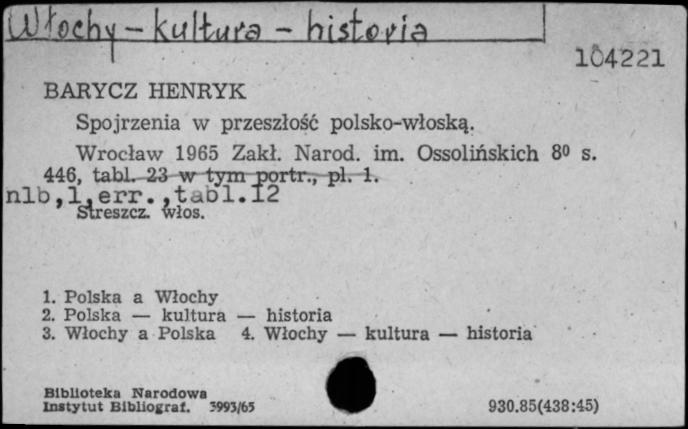 Włochy – kultura – historia
104221
BARYCZ HENRYK
Spojrzenia w przeszłość polsko-włoską.
Wrocław 1965 Zakł. Narod. im. Ossolińskich 8⁰ s.
446, tabl. 23 w tym portr., pl. 1.
nlb,1,err.,tabl.12
Streszcz. włos.
1. Polska a Włochy
2. Polska — kultura — historia
3. Włochy a Polska 4. Włochy — kultura — historia
Biblioteka Narodowa
Instytut Bibliograf. 3993/65
930.85(438:45)